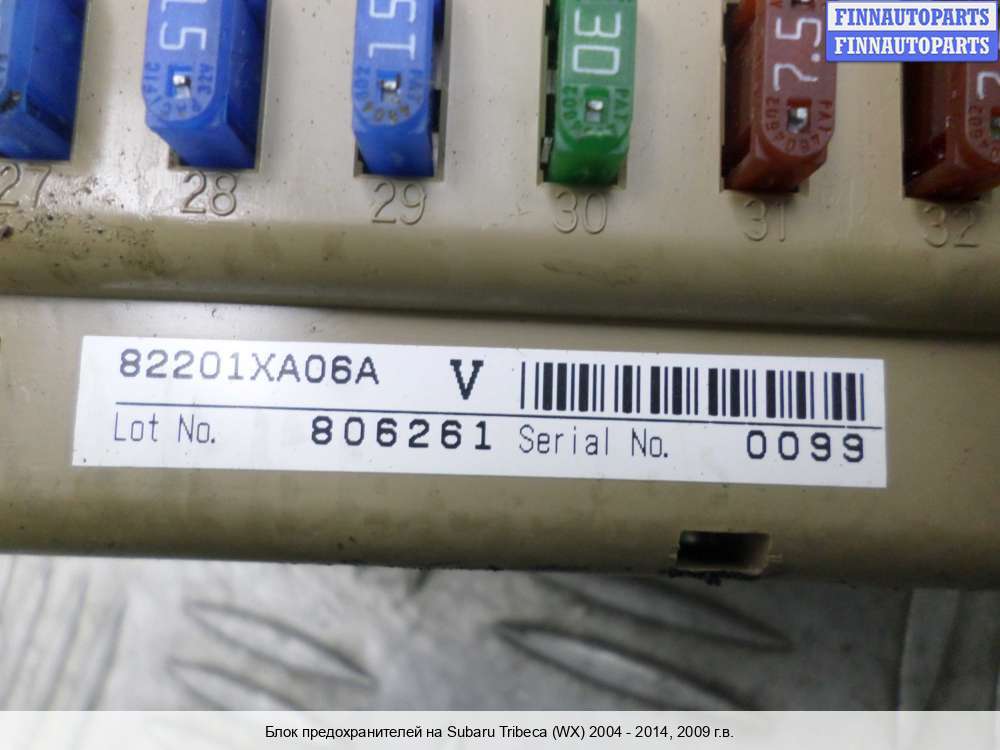 FINNAUTOPARTS
FINNAUTOPARTS
15
15
30
7.5
7
27
28
29
30
31
32
82201XA06A V
Lot No. 806261 Serial No. 0099
Блок предохранителей на Subaru Tribeca (WX) 2004 - 2014, 2009 г.в.